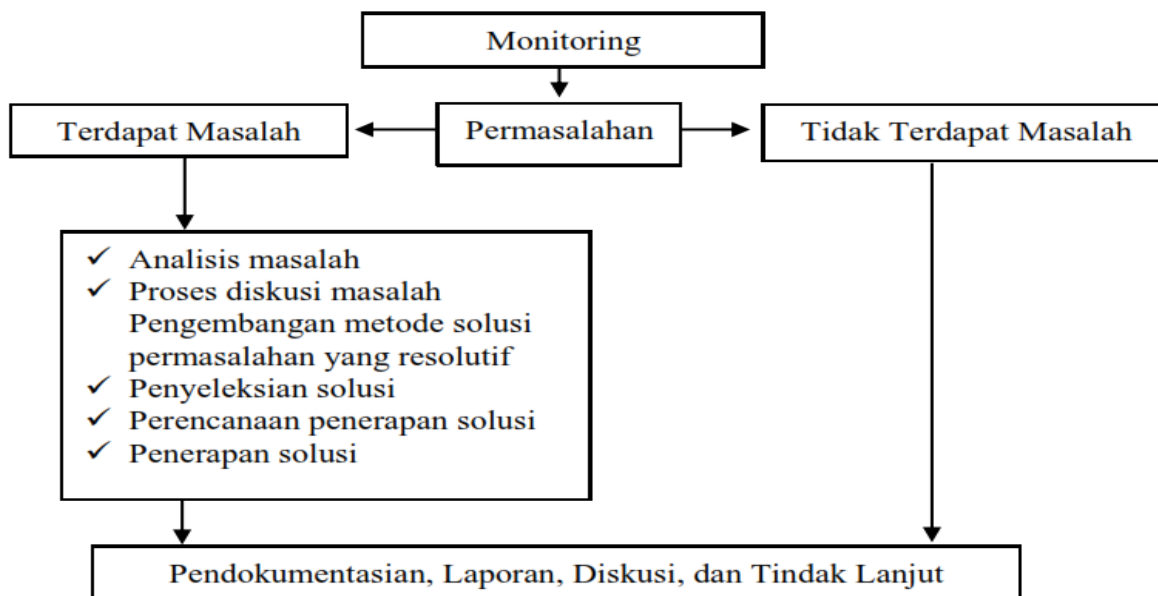 Monitoring
Terdapat Masalah
Permasalahan
Tidak Terdapat Masalah
✓ Analisis masalah
✓ Proses diskusi masalah
Pengembangan metode solusi
permasalahan yang resolutif
✓ Penyeleksian solusi
✓ Perencanaan penerapan solusi
✓ Penerapan solusi
Pendokumentasian, Laporan, Diskusi, dan Tindak Lanjut